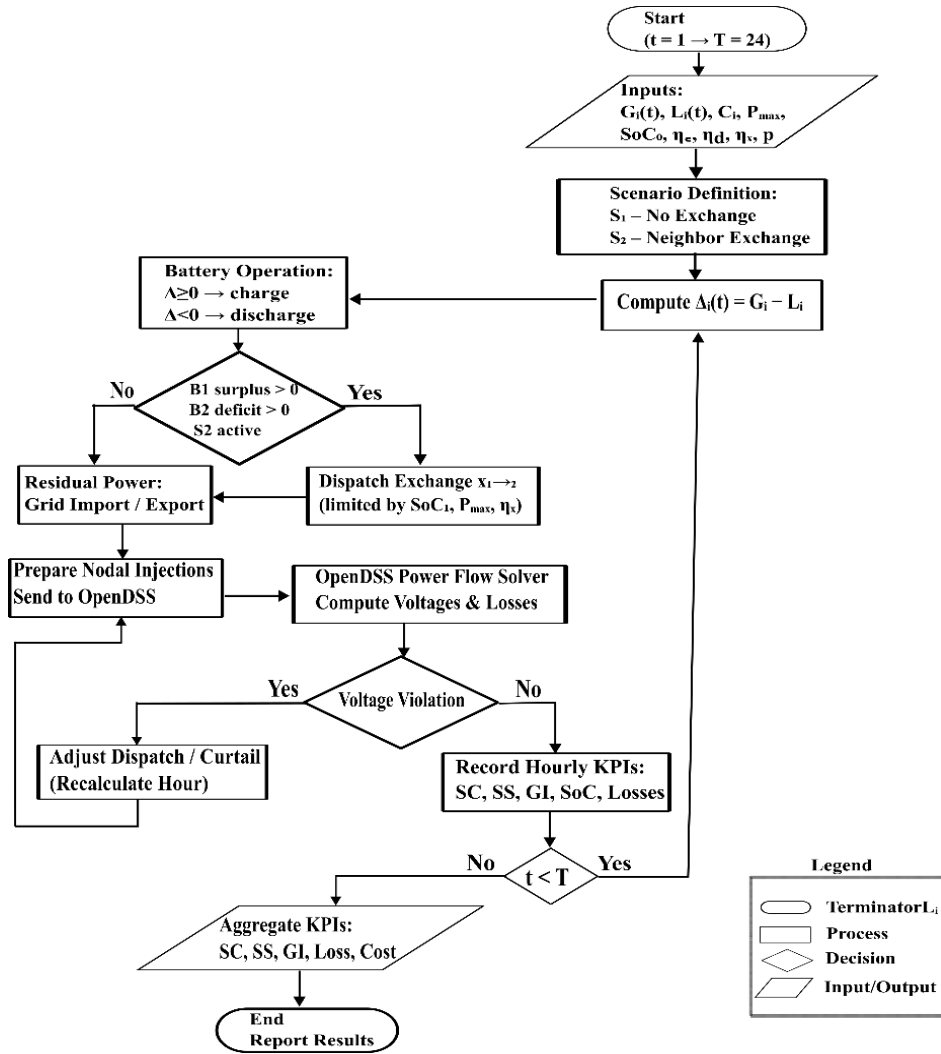 Start
(t = 1 → T = 24)
Inputs:
Gᵢ(t), Lᵢ(t), Cᵢ, Pₘₐₓ,
SoC₀, η꜀, η_d, ηₓ, p
Scenario Definition:
S₁ – No Exchange
S₂ – Neighbor Exchange
Compute Δᵢ(t) = Gᵢ – Lᵢ
Battery Operation:
Δ≥0 → charge
Δ<0 → discharge
No
B1 surplus > 0
B2 deficit > 0
S2 active
Yes
Residual Power:
Grid Import / Export
Dispatch Exchange x₁→₂
(limited by SoC₁, Pₘₐₓ, ηₓ)
Prepare Nodal Injections
Send to OpenDSS
OpenDSS Power Flow Solver
Compute Voltages & Losses
Yes
Voltage Violation
No
Adjust Dispatch / Curtail
(Recalculate Hour)
Record Hourly KPIs:
SC, SS, GI, SoC, Losses
No
t < T
Yes
Aggregate KPIs:
SC, SS, GI, Loss, Cost
End
Report Results
Legend
TerminatorLᵢ
Process
Decision
Input/Output